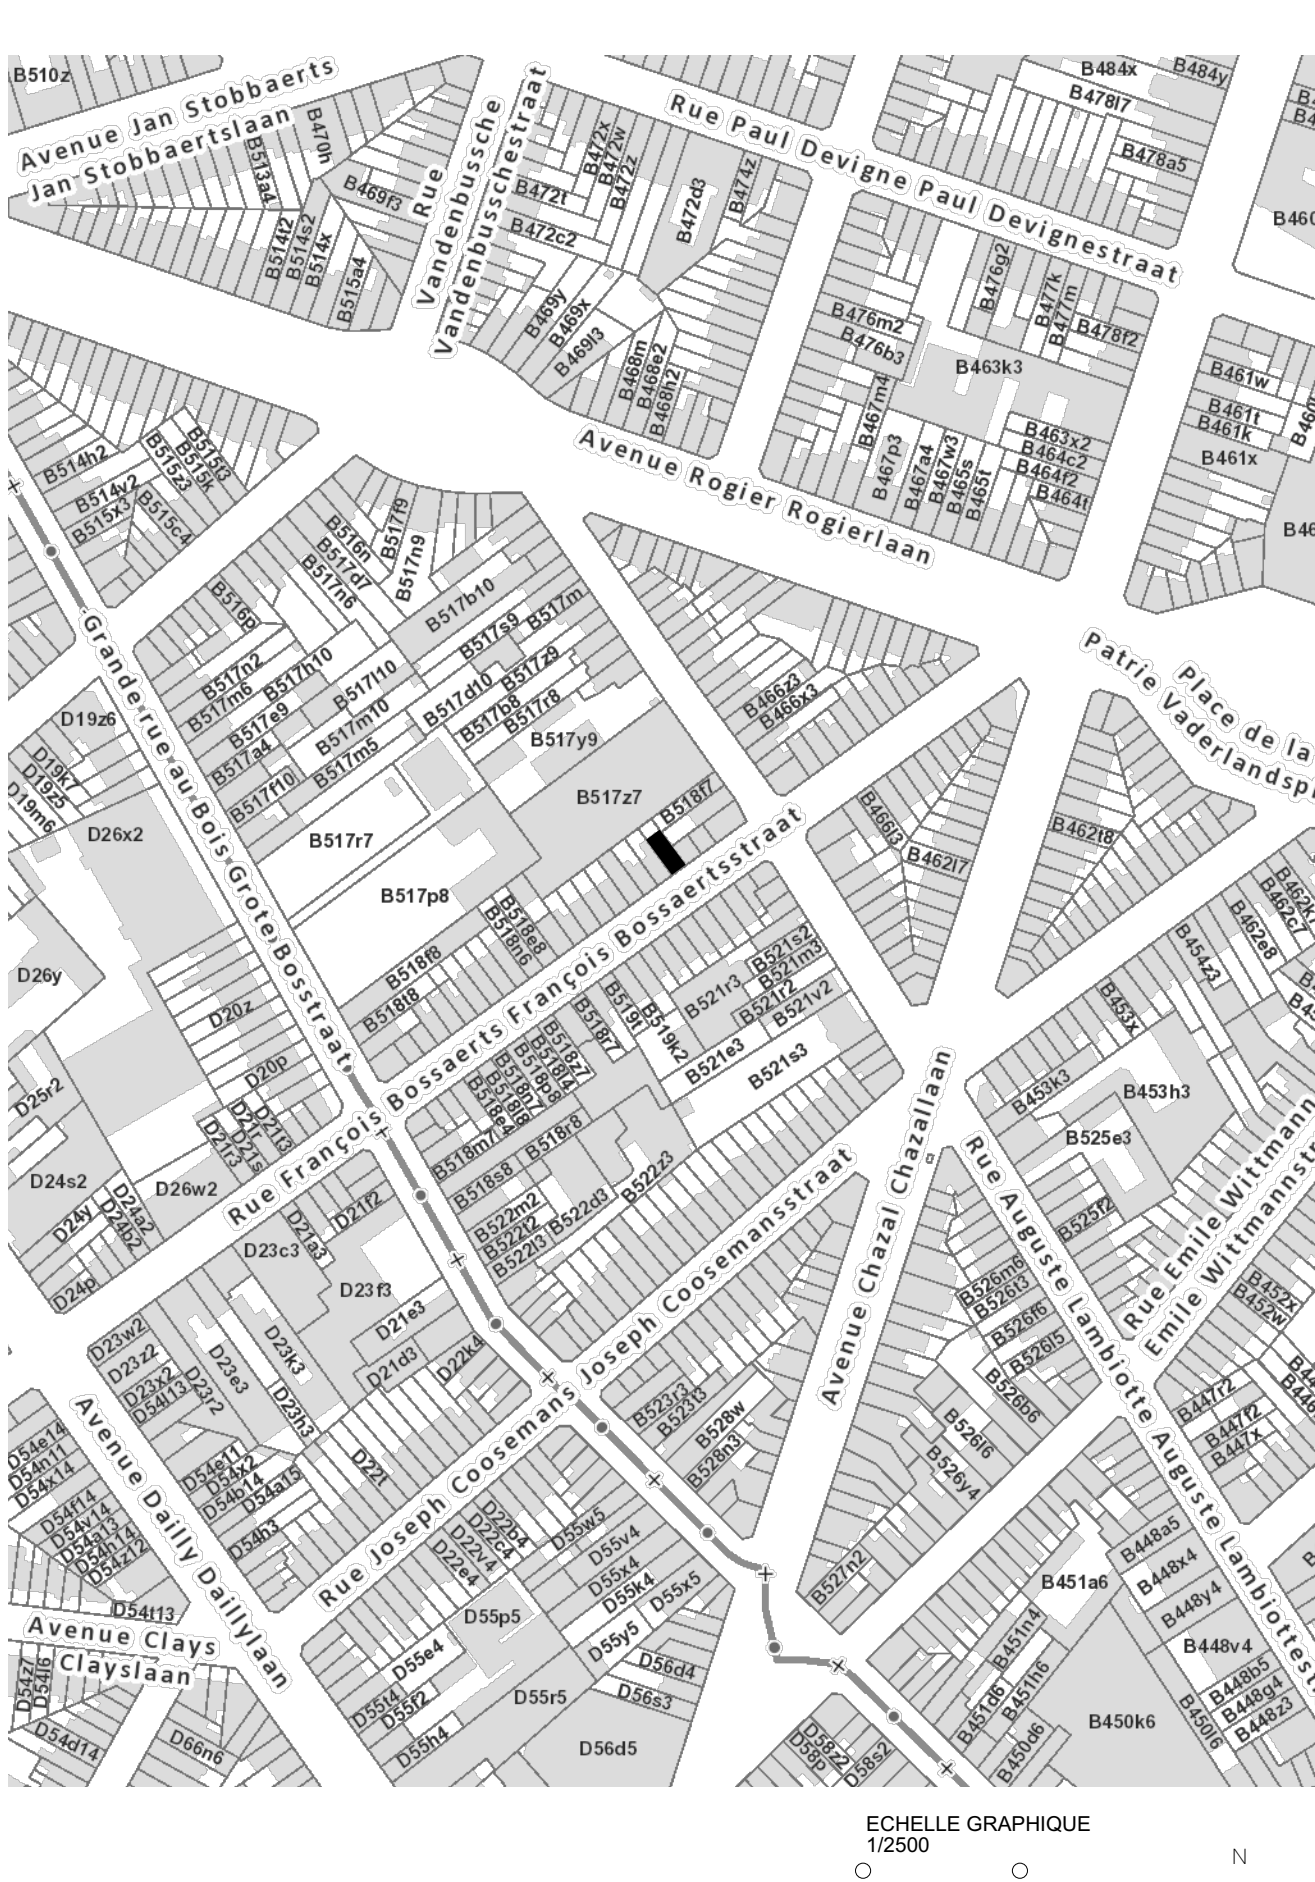 B510z
Avenue Jan Stobbaerts
Jan Stobbaertslaan
B470h
B513a4
B469f3
B514t2
B514s2
B514x
B515a4
Rue
Vandenbussche
Vandenbusschestraat
B472x
B472w
B472z
B472t
B472c2
B472d3
B474z
Rue Paul Devigne Paul Devignestraat
B484x
B484y
B478l7
B478a5
B469y
B469x
B469l3
B468m
B468e2
B468h2
B476g2
B477k
B477m
B478f2
B476m2
B476b3
B463k3
B467m4
B467p3
B467a4
B467w3
B465s
B465t
B463x2
B464c2
B464f2
B464t
B461w
B461t
B461k
B461x
Avenue Rogier Rogierlaan
B514h2
B514v2
B515x3
B515z3
B515k
B515f3
B515c4
B516n
B517d7
B517n6
B517f9
B517n9
B516p
B517b10
B517s9
B517m
B517n2
B517m6
B517h10
B517e9
B517a4
B517f10
B517l10
B517m10
B517m5
B517d10
B517z9
B517b8
B517r8
B517y9
B517z7
B518f7
B517r7
B517p8
B466z3
B466x3
B466l3
B462l7
B462t8
Patrie
Vaderlandspl
Place de la
Grande rue au Bois Grote Bosstraat
D19z6
D19k7
D19z5
D19m6
D26x2
D26y
D20z
D20p
D25r2
D21r
D21r3
D21s
D21t3
D24s2
D24y
D24a2
D24b2
D24p
D26w2
B518f8
B518t8
B518e8
B518n6
Rue François Bossaerts François Bossaertsstraat
B521s2
B521m3
B521r3
B521f2
B521v2
B521e3
B521s3
B518r7
B519t
B519k2
B518z7
B518l4
B518p8
B518n7
B518l8
B518e4
B518m7
B518r8
B518s8
B522m2
B522t2
B522l3
B522d3
B522z3
B454z3
B462e8
B462c7
B453x
B453k3
B453h3
B525e3
B525f2
Rue Emile Wittmann
Emile Wittmannstr
Avenue Chazal Chazallaan
Rue Auguste Lambiotte Auguste Lambiottest
D21f2
D21a3
D23c3
D23f3
D21e3
D21d3
D22k4
D23w2
D23z2
D23x2
D54l13
D23r2
D23e3
D23k3
D23h3
D54e11
D54x2
D54b14
D54a15
D54h3
D22t
Rue Joseph Coosemans Joseph Coosemansstraat
B523r3
B523t3
B528w
B528n3
B526m6
B526t3
B526f6
B526l5
B526b6
B526l6
B526y4
B527n2
B452x
B452w
B447r2
B447f2
B447x
D54e14
D54n11
D54x14
D54f14
D54v14
D54a13
D54h14
D54z12
D54t13
Avenue Dailly Daillylaan
Avenue Clays
Clayslaan
D54z7
D54l6
D54d14
D66n6
D22b4
D22c4
D22v4
D22e4
D55w5
D55v4
D55x4
D55k4
D55x5
D55y5
D55p5
D55e4
D55t4
D55f2
D55h4
D55r5
D56d4
D56s3
D56d5
D58z2
D58p
D58s2
B451a6
B451n4
B451h6
B451d6
B450d6
B450k6
B450l6
B448a5
B448x4
B448y4
B448v4
B448b5
B448g4
B448z3
ECHELLE GRAPHIQUE
1/2500
N